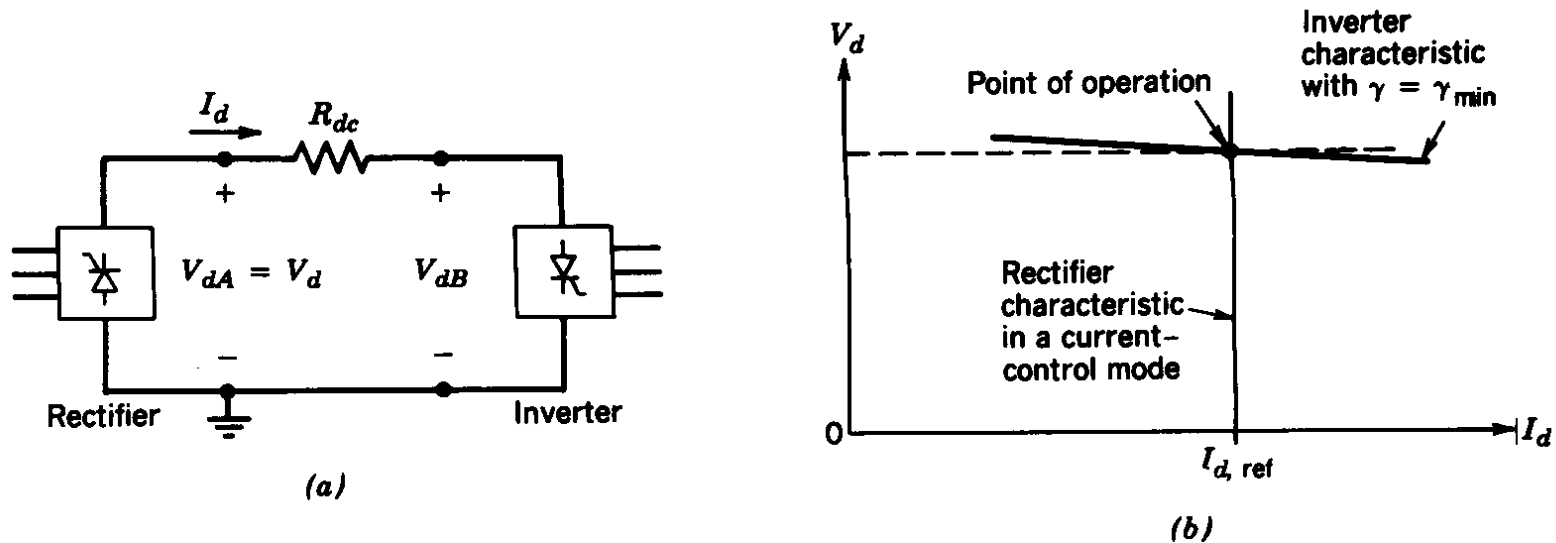 I_d
R_dc
+
+
V_dA = V_d
V_dB
−
−
Rectifier
Inverter
(a)
V_d
Point of operation
Inverter
characteristic
with γ = γ_min
Rectifier
characteristic
in a current-
control mode
0
I_d
I_d, ref
(b)